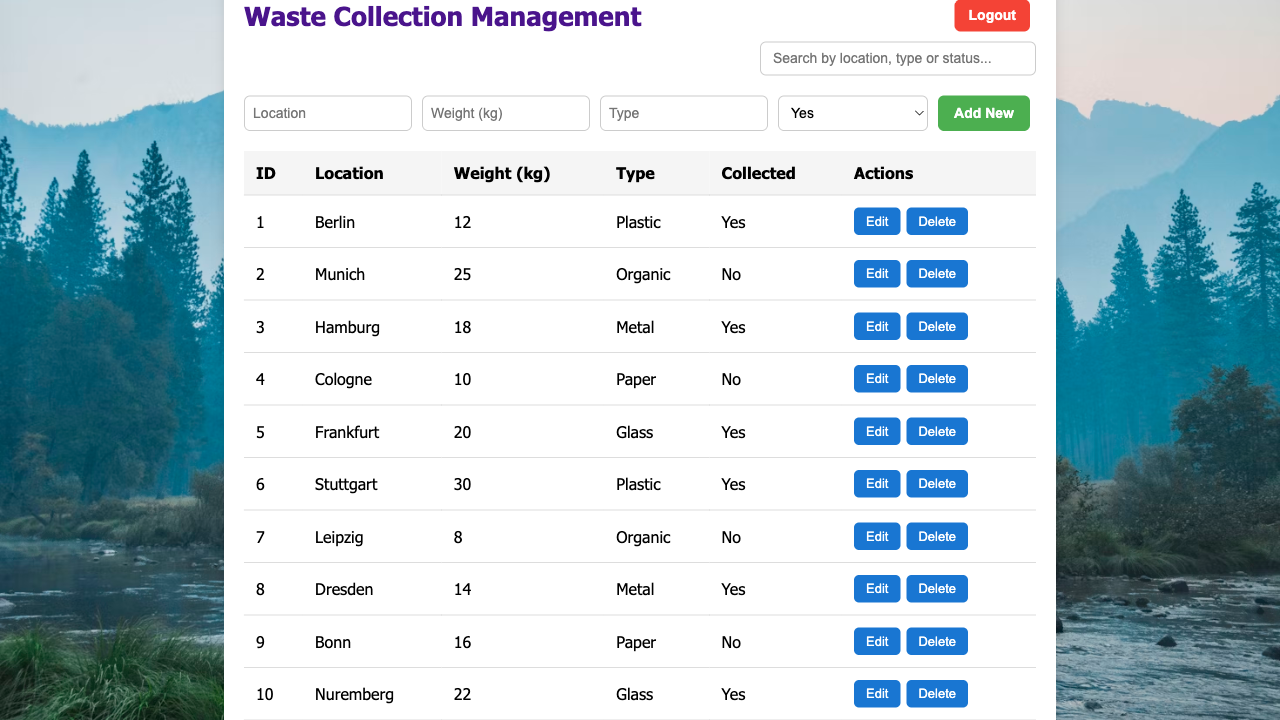 Waste Collection Management Logout
Search by location, type or status...
Location Weight (kg) Type Yes Add New
ID Location Weight (kg) Type Collected Actions
1 Berlin 12 Plastic Yes Edit Delete
2 Munich 25 Organic No Edit Delete
3 Hamburg 18 Metal Yes Edit Delete
4 Cologne 10 Paper No Edit Delete
5 Frankfurt 20 Glass Yes Edit Delete
6 Stuttgart 30 Plastic Yes Edit Delete
7 Leipzig 8 Organic No Edit Delete
8 Dresden 14 Metal Yes Edit Delete
9 Bonn 16 Paper No Edit Delete
10 Nuremberg 22 Glass Yes Edit Delete